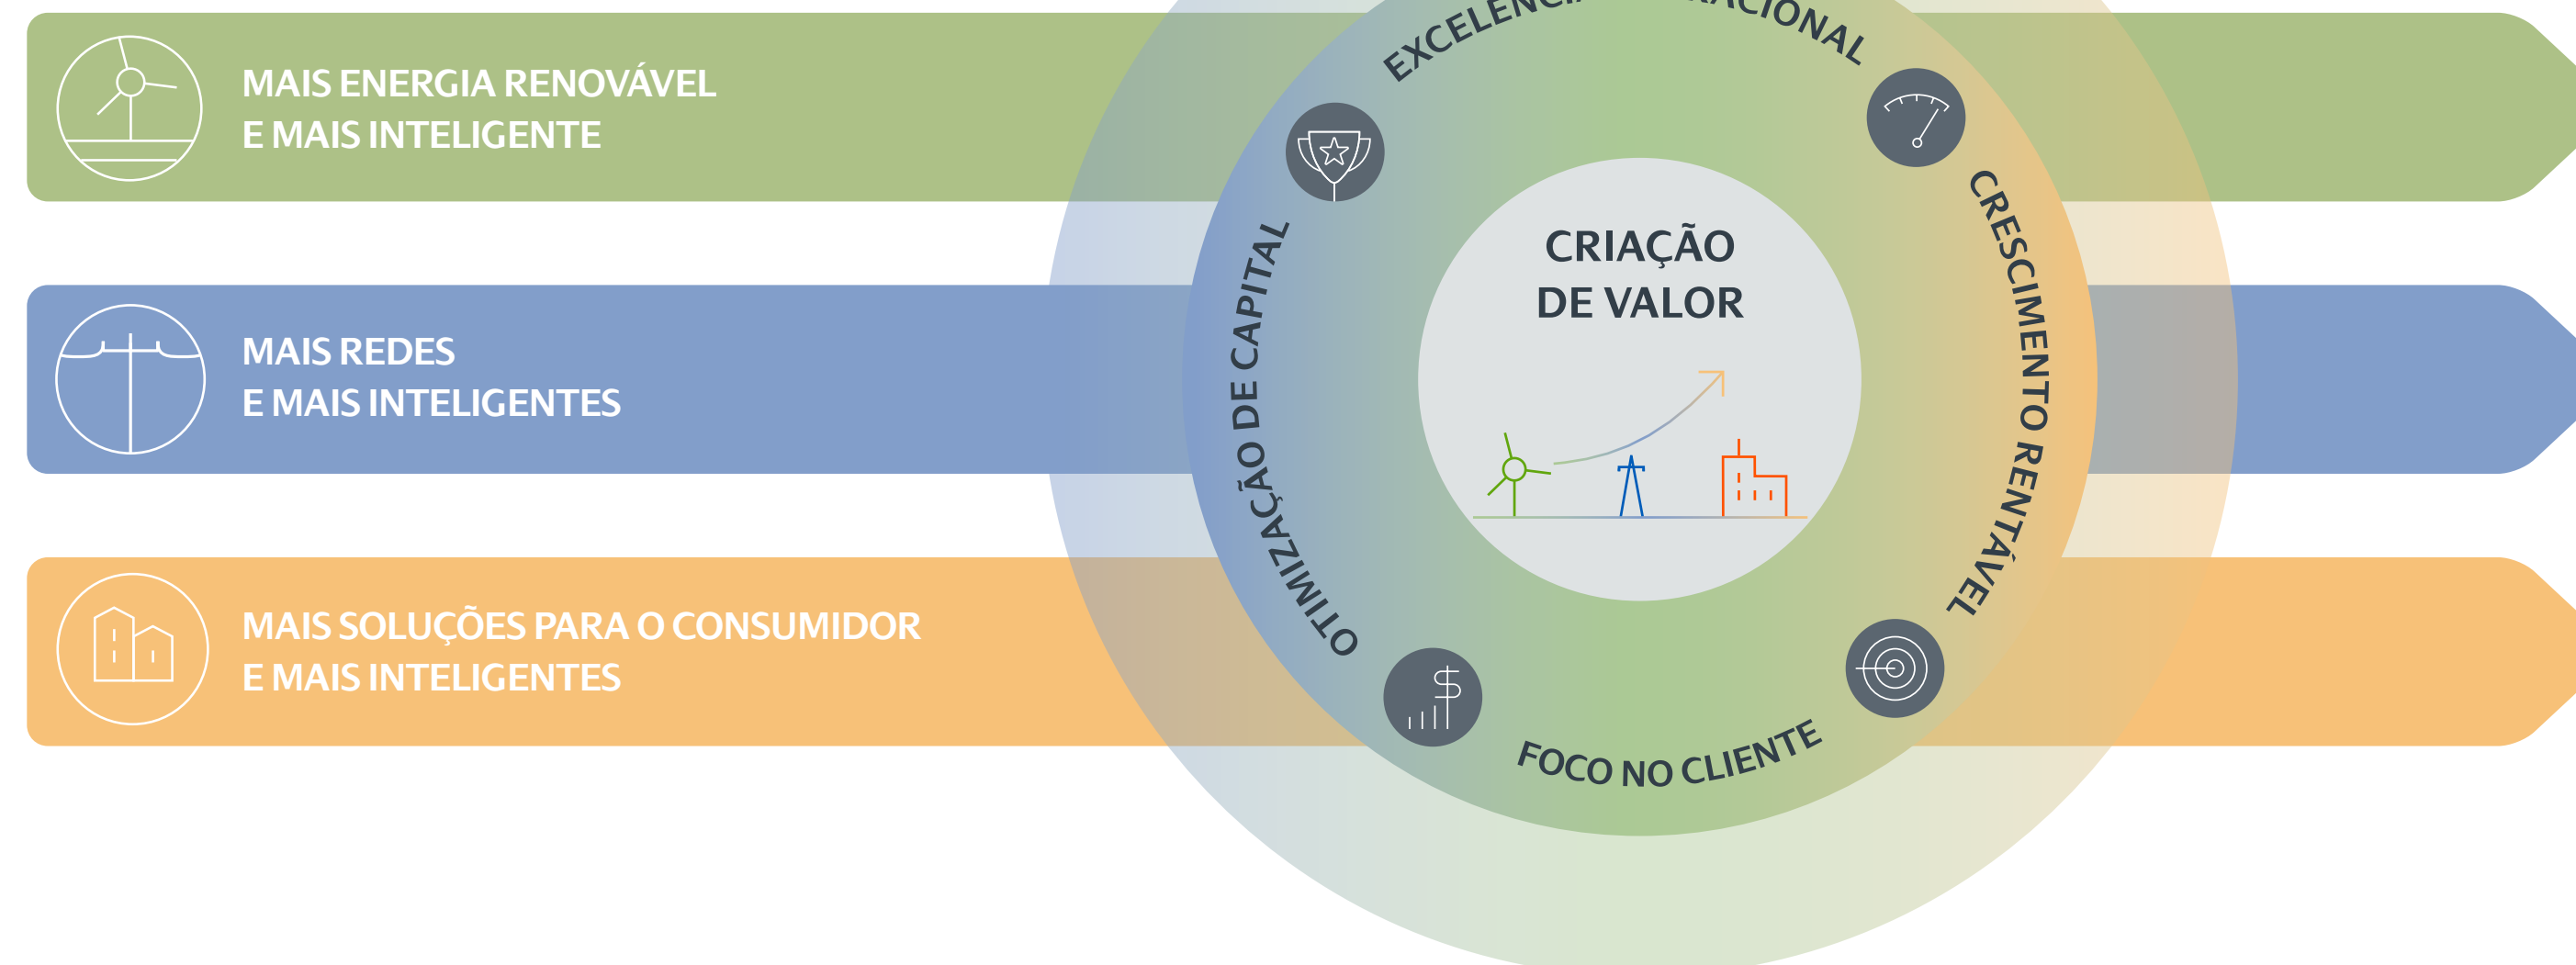 MAIS ENERGIA RENOVÁVEL
E MAIS INTELIGENTE
MAIS REDES
E MAIS INTELIGENTES
MAIS SOLUÇÕES PARA O CONSUMIDOR
E MAIS INTELIGENTES
CRESCIMENTO RENTÁVEL
FOCO NO CLIENTE
OTIMIZAÇÃO DE CAPITAL
CRIAÇÃO
DE VALOR